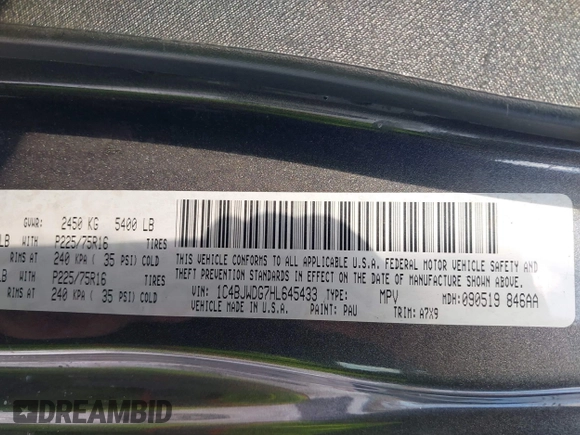 GVWR: 2450 KG 5400 LB
LB WITH P225/75R16 TIRES
RIMS AT 240 KPA ( 35 PSI) COLD
LB WITH P225/75R16 TIRES
RIMS AT 240 KPA ( 35 PSI) COLD
THIS VEHICLE CONFORMS TO ALL APPLICABLE U.S.A. FEDERAL MOTOR VEHICLE SAFETY AND
THEFT PREVENTION STANDARDS IN EFFECT ON THE DATE OF MANUFACTURE SHOWN ABOVE.
VIN: 1C4BJWDG7HL645433 TYPE: MPV MDH: 090519 846AA
VEHICLE MADE IN U.S.A. PAINT: PAU TRIM: A7X9
DREAMBID